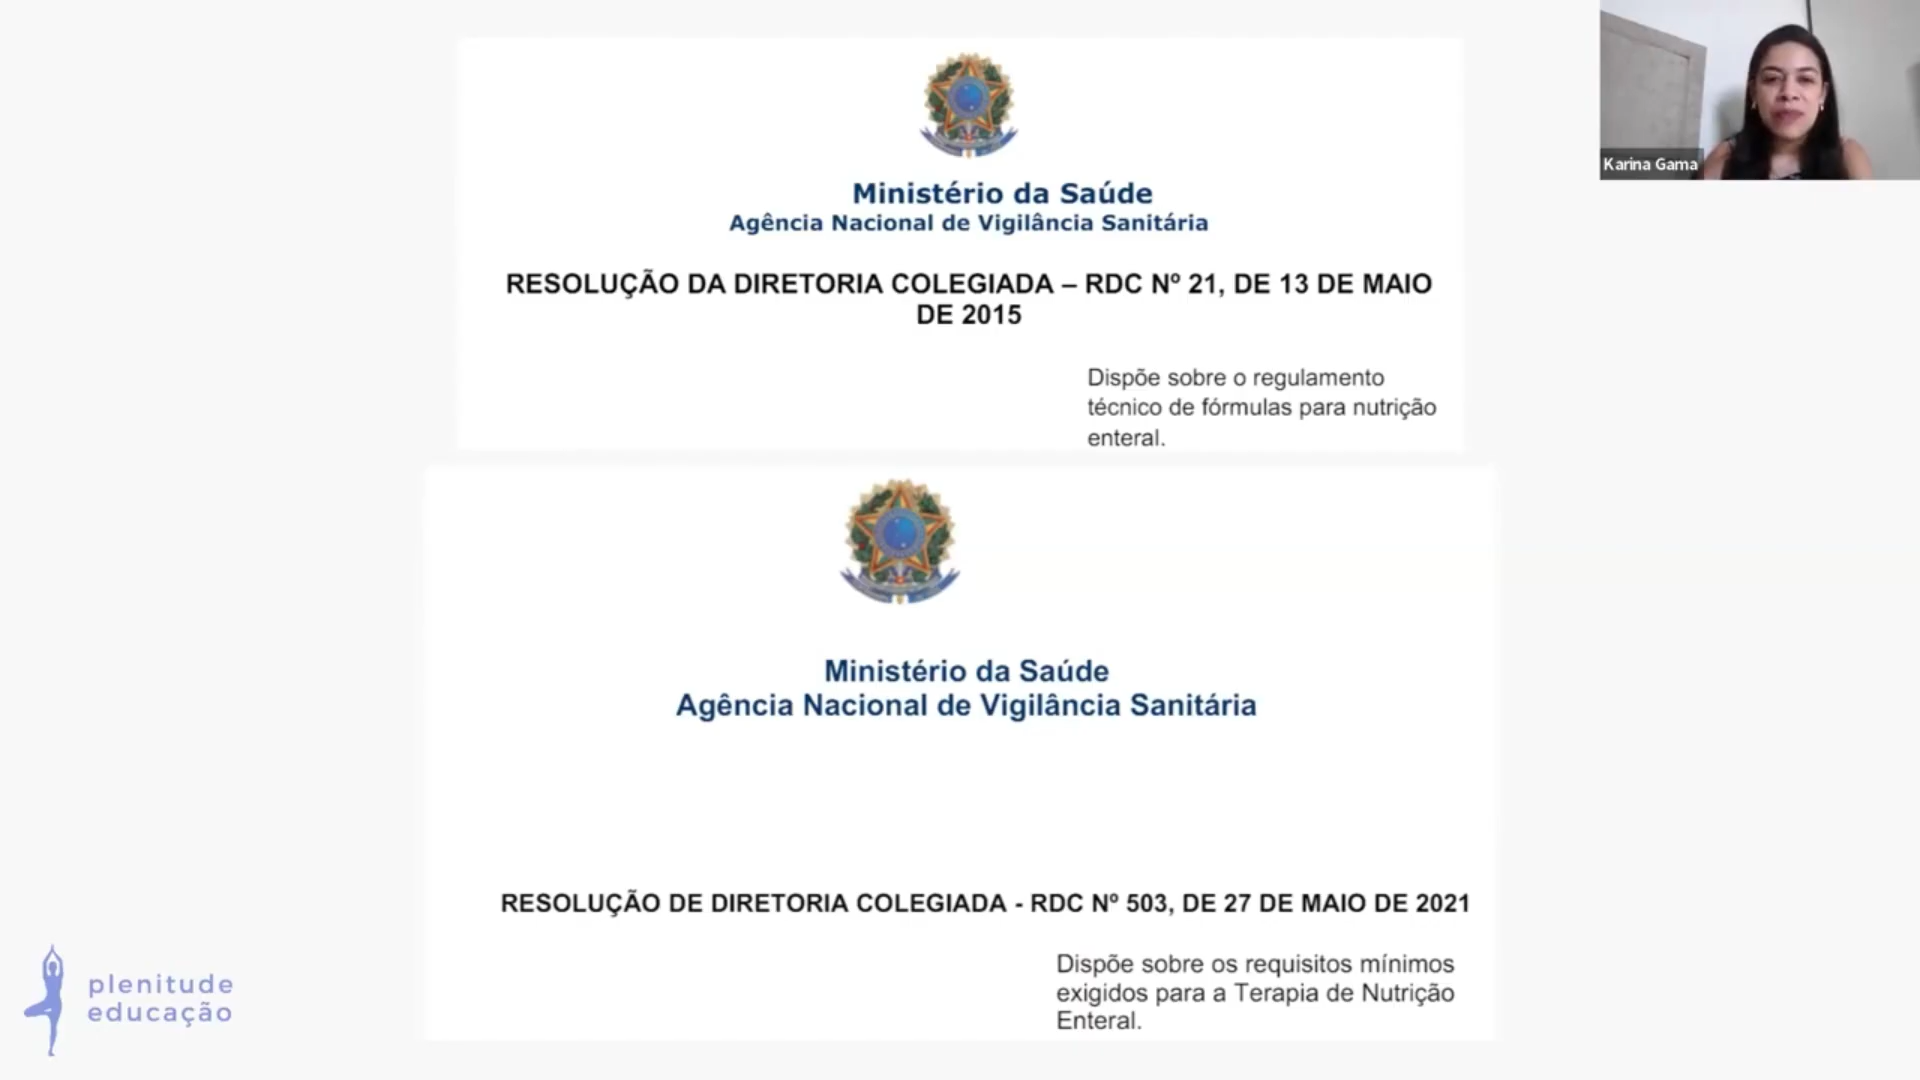 Ministério da Saúde
Agência Nacional de Vigilância Sanitária
RESOLUÇÃO DA DIRETORIA COLEGIADA – RDC Nº 21, DE 13 DE MAIO
DE 2015
Dispõe sobre o regulamento
técnico de fórmulas para nutrição
enteral.
Karina Gama
Ministério da Saúde
Agência Nacional de Vigilância Sanitária
RESOLUÇÃO DE DIRETORIA COLEGIADA - RDC Nº 503, DE 27 DE MAIO DE 2021
Dispõe sobre os requisitos mínimos
exigidos para a Terapia de Nutrição
Enteral.
plenitude
educação